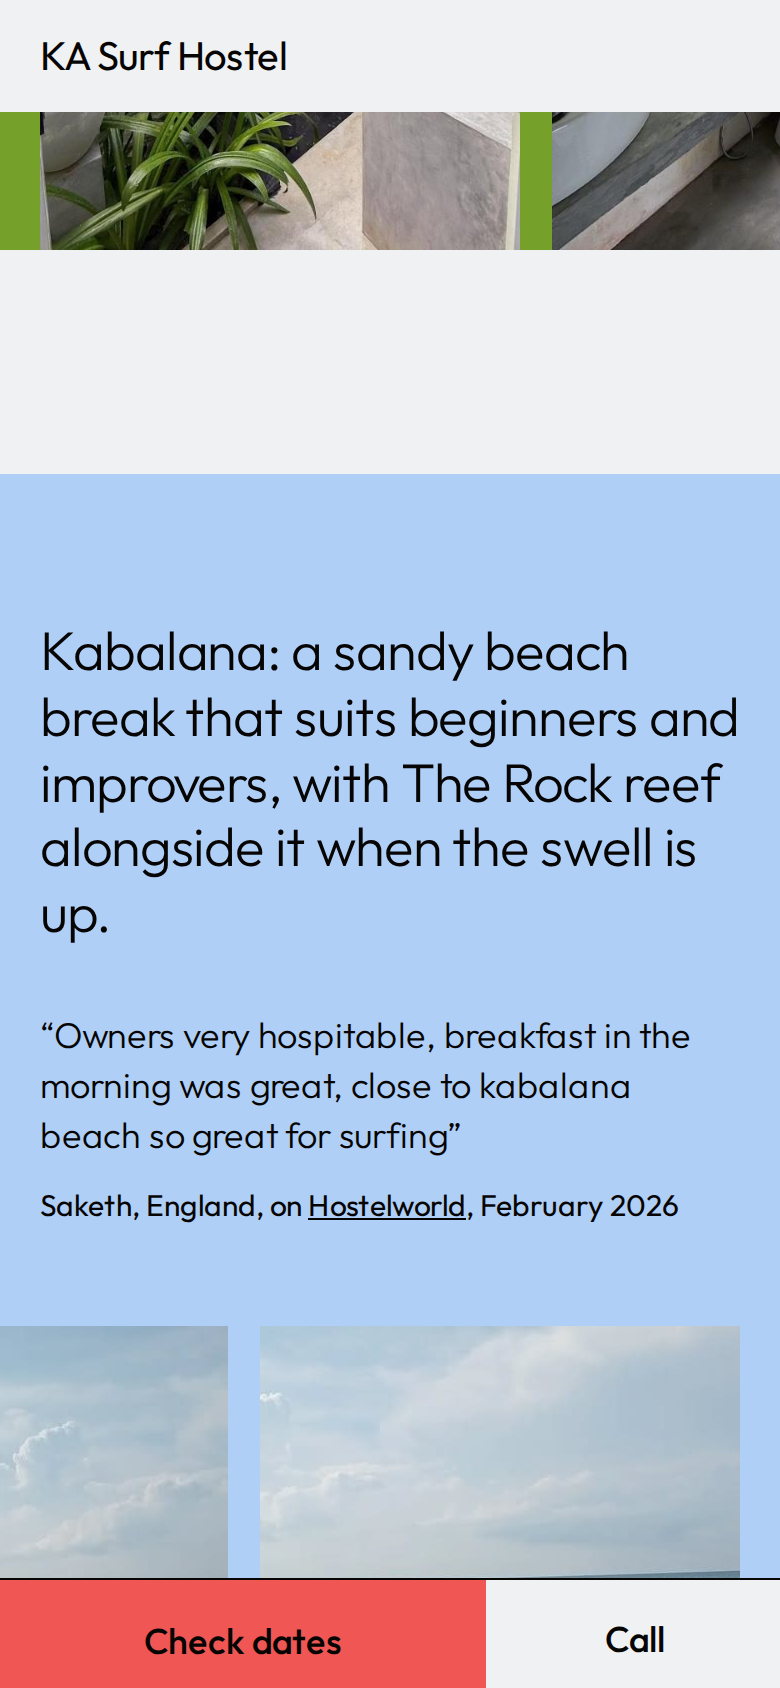 KA Surf Hostel
Kabalana: a sandy beach
break that suits beginners and
improvers, with The Rock reef
alongside it when the swell is
up.
“Owners very hospitable, breakfast in the
morning was great, close to kabalana
beach so great for surfing”
Saketh, England, on Hostelworld, February 2026
Check dates
Call